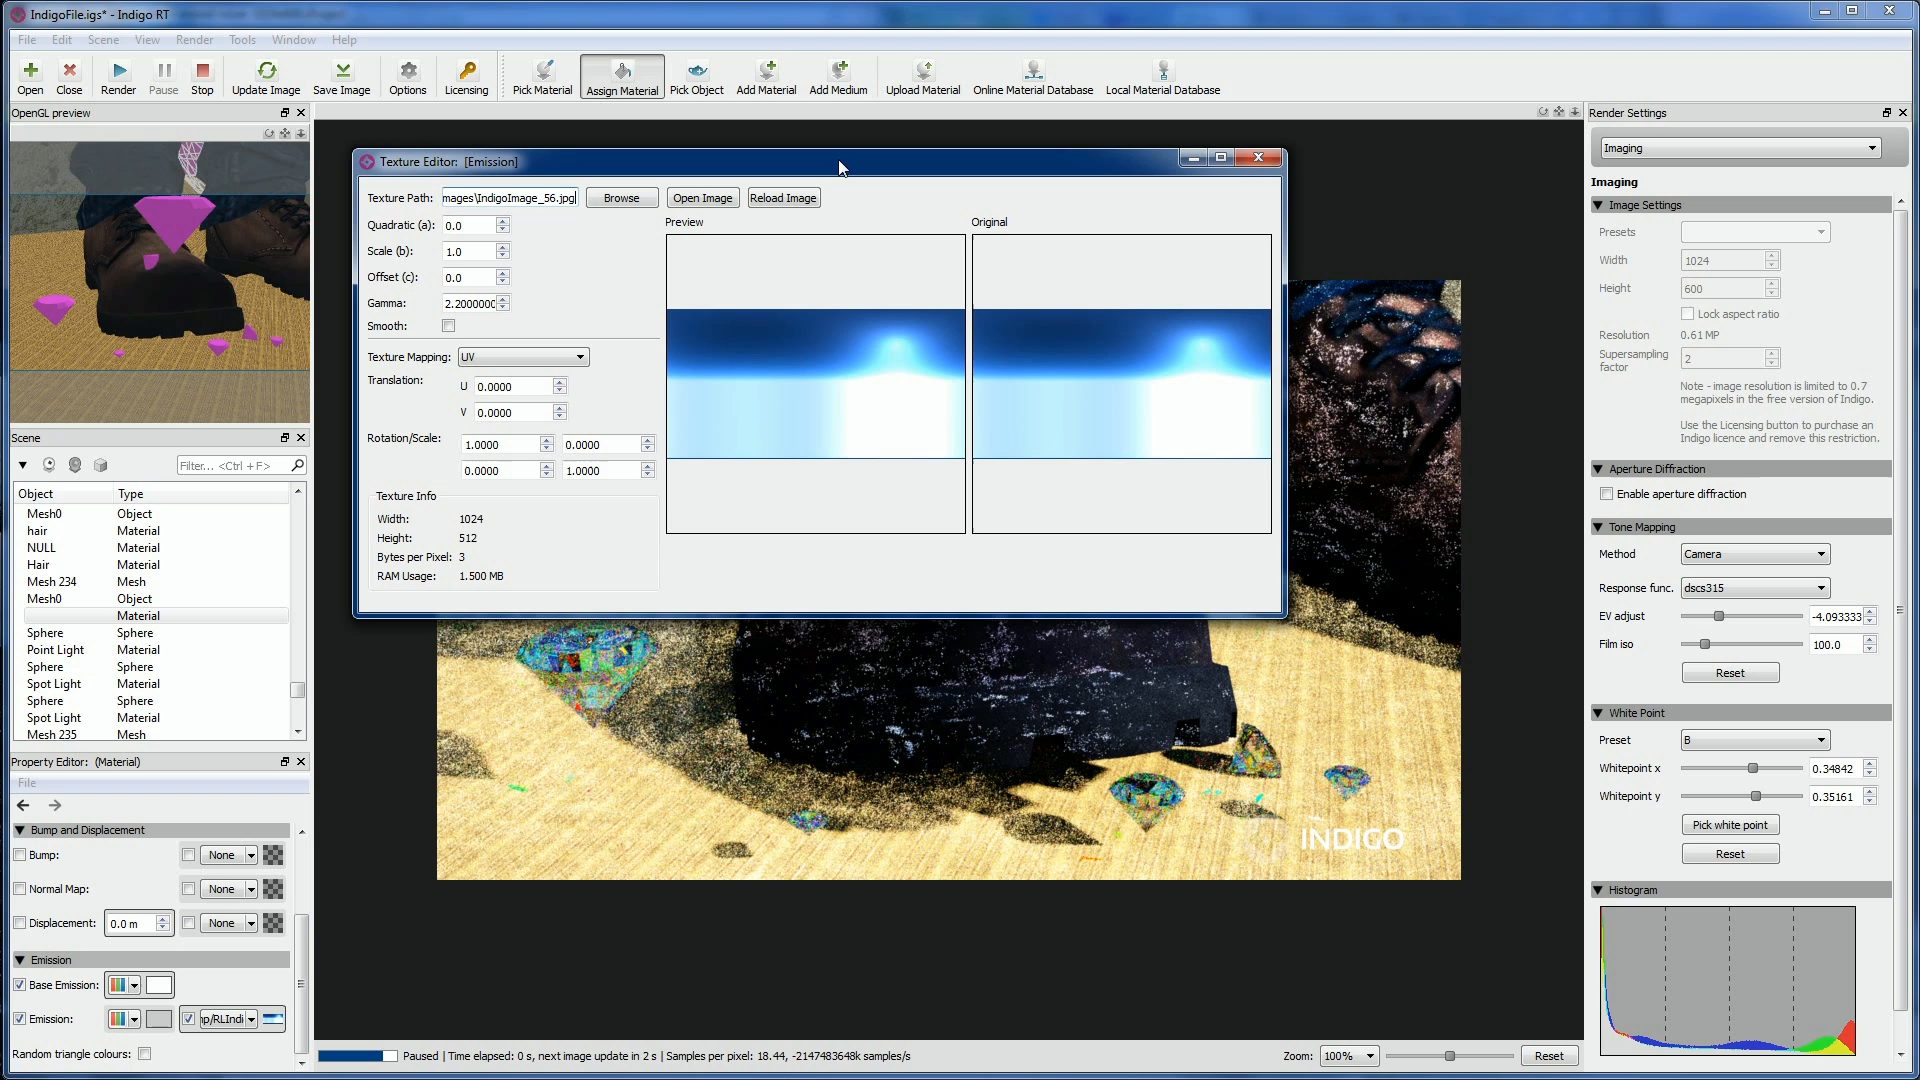 IndigoFile.igs* - Indigo RT
File Edit Scene View Render Tools Window Help
Open Close Render Pause Stop Update Image Save Image Options Licensing Pick Material Assign Material Pick Object Add Material Add Medium Upload Material Online Material Database Local Material Database
OpenGL preview
Scene
Filter... <Ctrl+F>
Object Type
Mesh0 Object
hair Material
NULL Material
Hair Material
Mesh 234 Mesh
Mesh0 Object
Material
Sphere Sphere
Point Light Material
Sphere Sphere
Spot Light Material
Sphere Sphere
Spot Light Material
Mesh 235 Mesh
Property Editor: (Material)
File
Bump and Displacement
Bump: None
Normal Map: None
Displacement: 0.0 m None
Emission
Base Emission:
Emission: np/RLIndi
Random triangle colours:
Texture Editor: [Emission]
Texture Path: mages\IndigoImage_56.jpg Browse Open Image Reload Image
Quadratic (a): 0.0
Scale (b): 1.0
Offset (c): 0.0
Gamma: 2.2000000
Smooth:
Texture Mapping: UV
Translation: U 0.0000
V 0.0000
Rotation/Scale: 1.0000 0.0000
0.0000 1.0000
Texture Info
Width: 1024
Height: 512
Bytes per Pixel: 3
RAM Usage: 1.500 MB
Preview
Original
INDIGO
Paused | Time elapsed: 0 s, next image update in 2 s | Samples per pixel: 18.44, -2147483648k samples/s
Zoom: 100% Reset
Render Settings
Imaging
Imaging
Image Settings
Presets
Width 1024
Height 600
Lock aspect ratio
Resolution 0.61 MP
Supersampling
factor 2
Note - image resolution is limited to 0.7
megapixels in the free version of Indigo.
Use the Licensing button to purchase an
Indigo licence and remove this restriction.
Aperture Diffraction
Enable aperture diffraction
Tone Mapping
Method Camera
Response func. dscs315
EV adjust -4.093333
Film iso 100.0
Reset
White Point
Preset B
Whitepoint x 0.34842
Whitepoint y 0.35161
Pick white point
Reset
Histogram